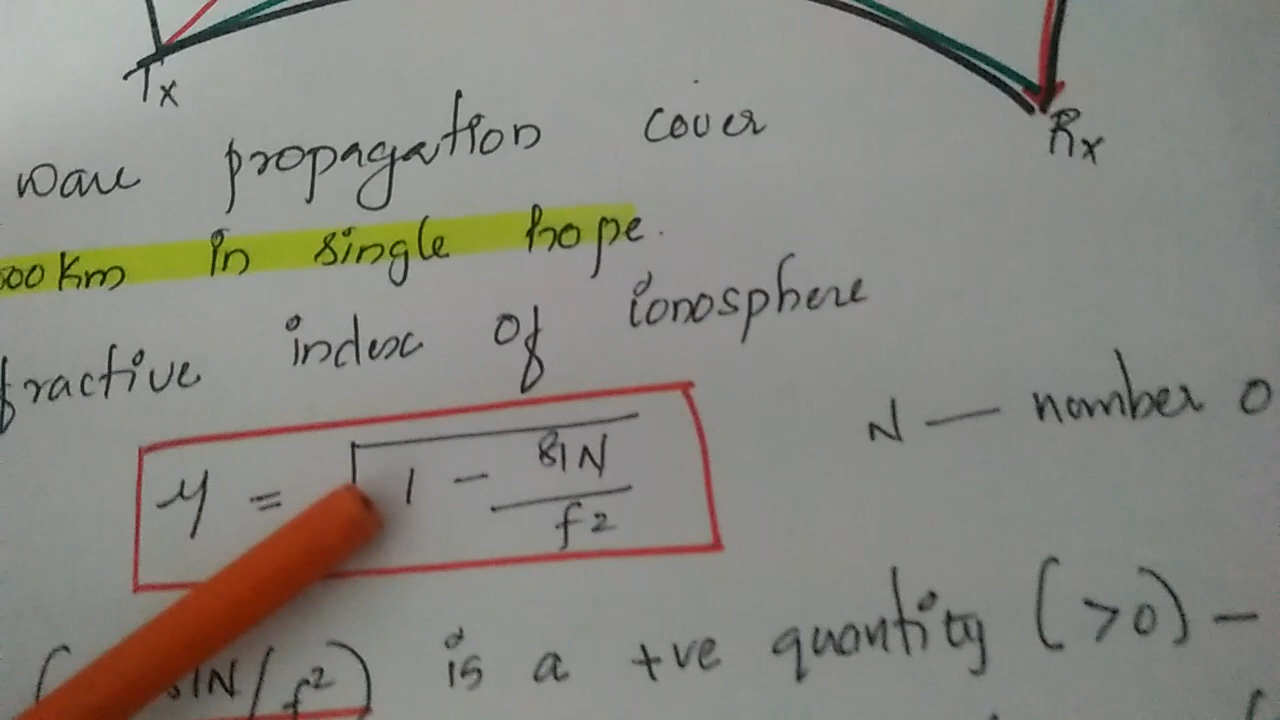 Tx
Rx
wave propagation cover
00 Km in single hope.
fractive index of ionosphere
N — number o
μ = √1 - 81N / f²
81N/f²) is a +ve quantity (>0) -